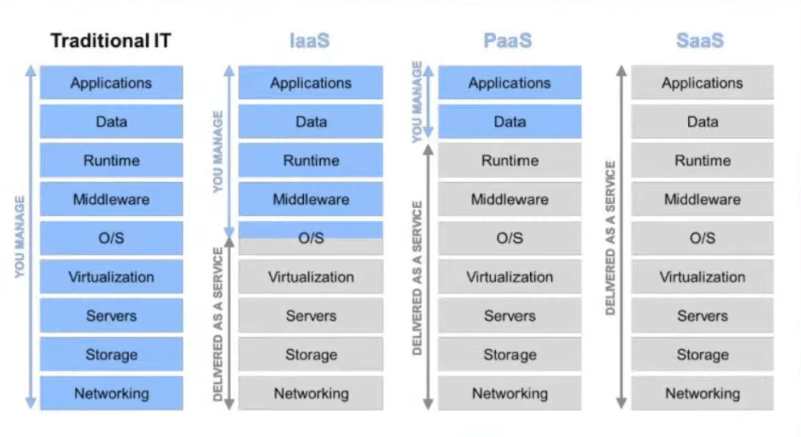 Traditional IT
IaaS
PaaS
SaaS
YOU MANAGE
Applications
Data
Runtime
Middleware
O/S
Virtualization
Servers
Storage
Networking
YOU MANAGE
DELIVERED AS A SERVICE
Applications
Data
Runtime
Middleware
O/S
Virtualization
Servers
Storage
Networking
YOU MANAGE
DELIVERED AS A SERVICE
Applications
Data
Runtime
Middleware
O/S
Virtualization
Servers
Storage
Networking
DELIVERED AS A SERVICE
Applications
Data
Runtime
Middleware
O/S
Virtualization
Servers
Storage
Networking